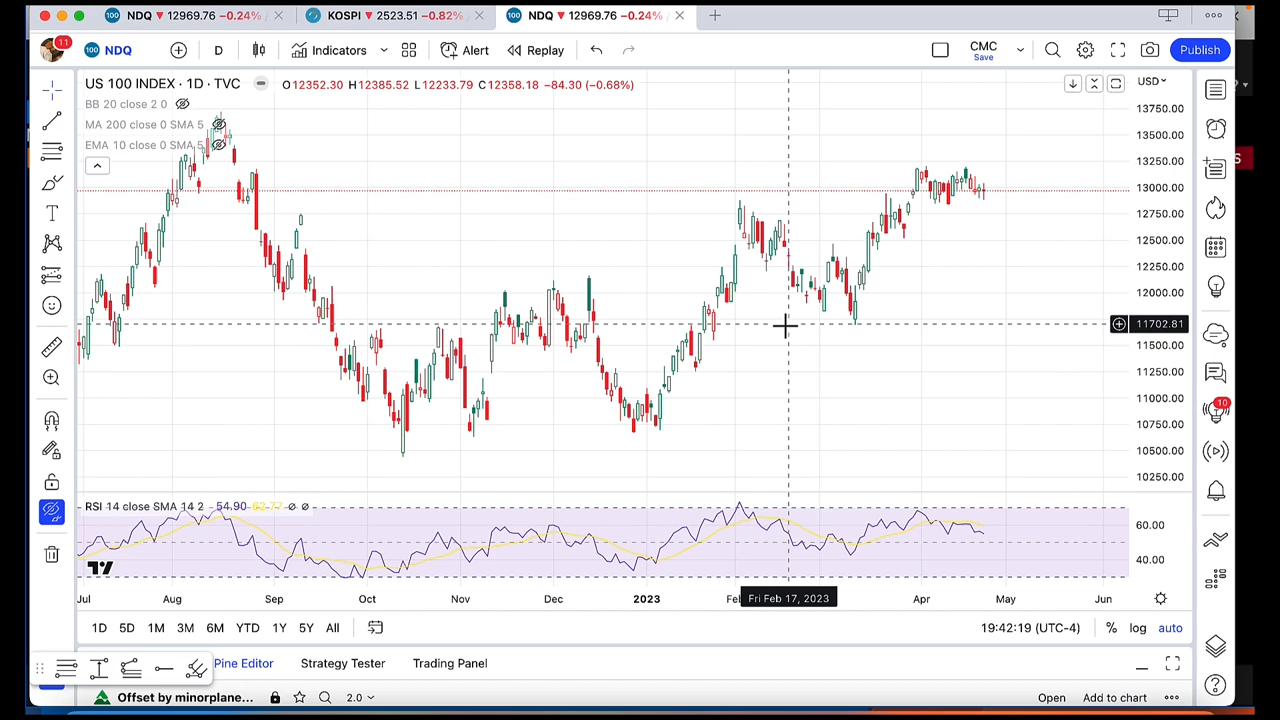 NDQ ▼ 12969.76 −0.24%
KOSPI ▼ 2523.51 −0.82%
NDQ ▼ 12969.76 −0.24%
11
100 NDQ
D
Indicators
Alert
Replay
CMC
Save
Publish
US 100 INDEX · 1D · TVC
O12352.30 H12385.52 L12233.79 C12358.18 −84.30 (−0.68%)
USD
BB 20 close 2 0
MA 200 close 0 SMA 5
EMA 10 close 0 SMA 5
13750.00
13500.00
13250.00
13000.00
12750.00
12500.00
12250.00
12000.00
11702.81
11500.00
11250.00
11000.00
10750.00
10500.00
10250.00
10
RSI 14 close SMA 14 2 54.90 62.77 ∅ ∅
60.00
40.00
Jul Aug Sep Oct Nov Dec 2023 Fri Feb 17, 2023 Apr May Jun
1D 5D 1M 3M 6M YTD 1Y 5Y All
19:42:19 (UTC-4) % log auto
Pine Editor Strategy Tester Trading Panel
Offset by minorplane... 2.0
Open Add to chart